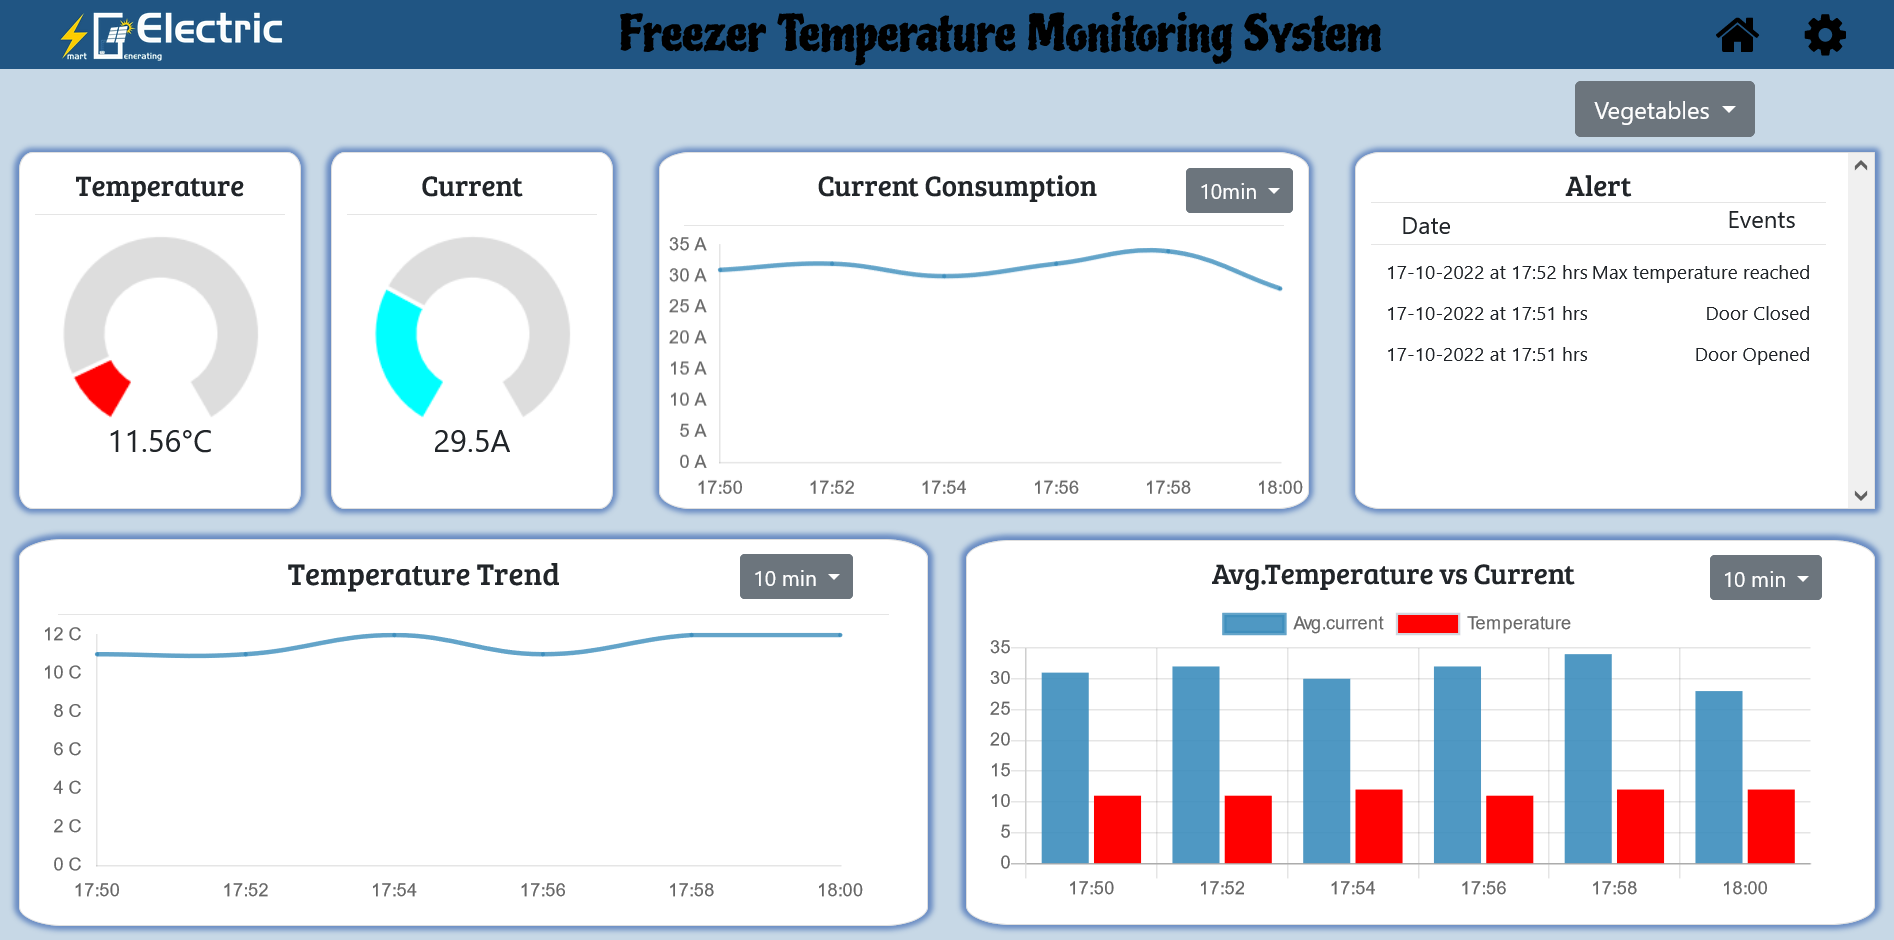 Electric
mart
enerating
Freezer Temperature Monitoring System
Vegetables
Temperature
11.56°C
Current
29.5A
Current Consumption
10min
35 A
30 A
25 A
20 A
15 A
10 A
5 A
0 A
17:50 17:52 17:54 17:56 17:58 18:00
Alert
Date Events
17-10-2022 at 17:52 hrs Max temperature reached
17-10-2022 at 17:51 hrs Door Closed
17-10-2022 at 17:51 hrs Door Opened
Temperature Trend
10 min
12 C
10 C
8 C
6 C
4 C
2 C
0 C
17:50 17:52 17:54 17:56 17:58 18:00
Avg.Temperature vs Current
10 min
Avg.current Temperature
35
30
25
20
15
10
5
0
17:50 17:52 17:54 17:56 17:58 18:00